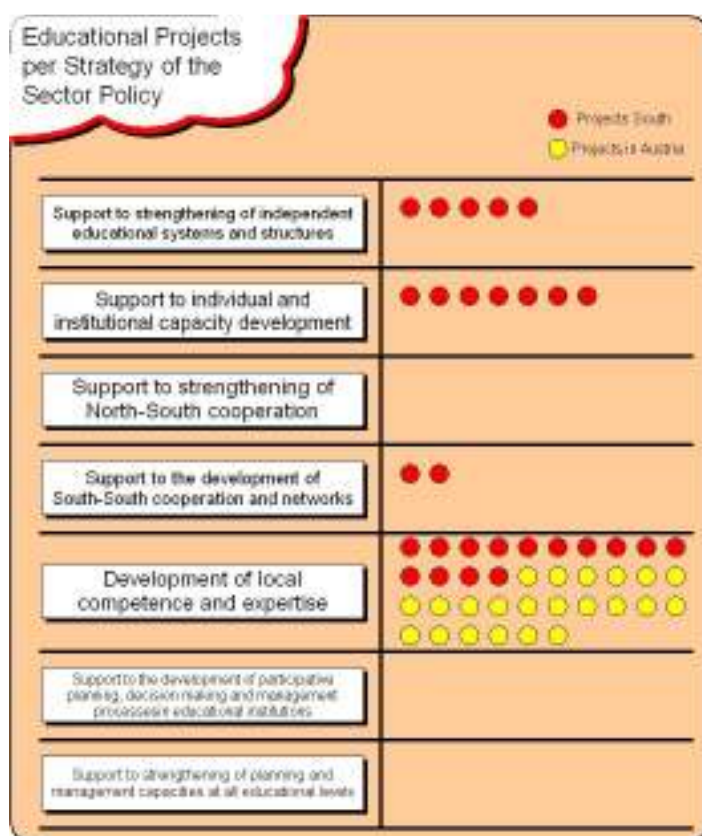 Educational Projects
per Strategy of the
Sector Policy
Projects South
Projects in Austria
Support to strengthening of independent
educational systems and structures
Support to individual and
institutional capacity development
Support to strengthening of
North-South cooperation
Support to the development of
South-South cooperation and networks
Development of local
competence and expertise
Support to the development of participative
planning, decision making and management
processesin educational institutions
Support to strengthening of planning and
management capacities at all educational levels